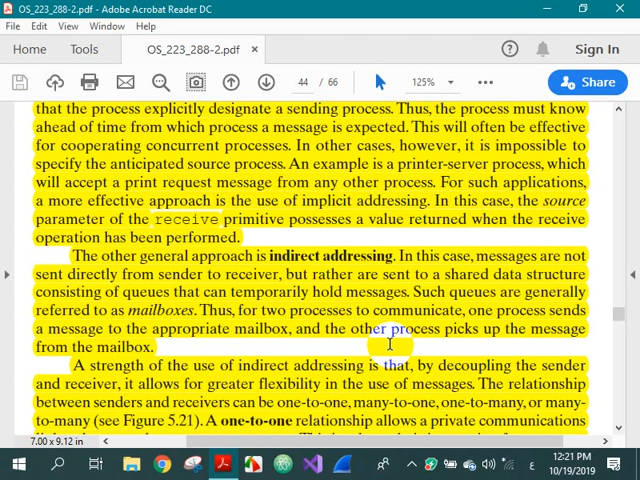 OS_223_288-2.pdf - Adobe Acrobat Reader DC
File Edit View Window Help
Home Tools OS_223_288-2.pdf × Sign In
44 / 66 125% Share
that the process explicitly designate a sending process. Thus, the process must know
ahead of time from which process a message is expected. This will often be effective
for cooperating concurrent processes. In other cases, however, it is impossible to
specify the anticipated source process. An example is a printer-server process, which
will accept a print request message from any other process. For such applications,
a more effective approach is the use of implicit addressing. In this case, the source
parameter of the receive primitive possesses a value returned when the receive
operation has been performed.
The other general approach is indirect addressing. In this case, messages are not
sent directly from sender to receiver, but rather are sent to a shared data structure
consisting of queues that can temporarily hold messages. Such queues are generally
referred to as mailboxes. Thus, for two processes to communicate, one process sends
a message to the appropriate mailbox, and the other process picks up the message
from the mailbox.
A strength of the use of indirect addressing is that, by decoupling the sender
and receiver, it allows for greater flexibility in the use of messages. The relationship
between senders and receivers can be one-to-one, many-to-one, one-to-many, or many-
to-many (see Figure 5.21). A one-to-one relationship allows a private communications
7.00 x 9.12 in
12:21 PM
ع
10/19/2019